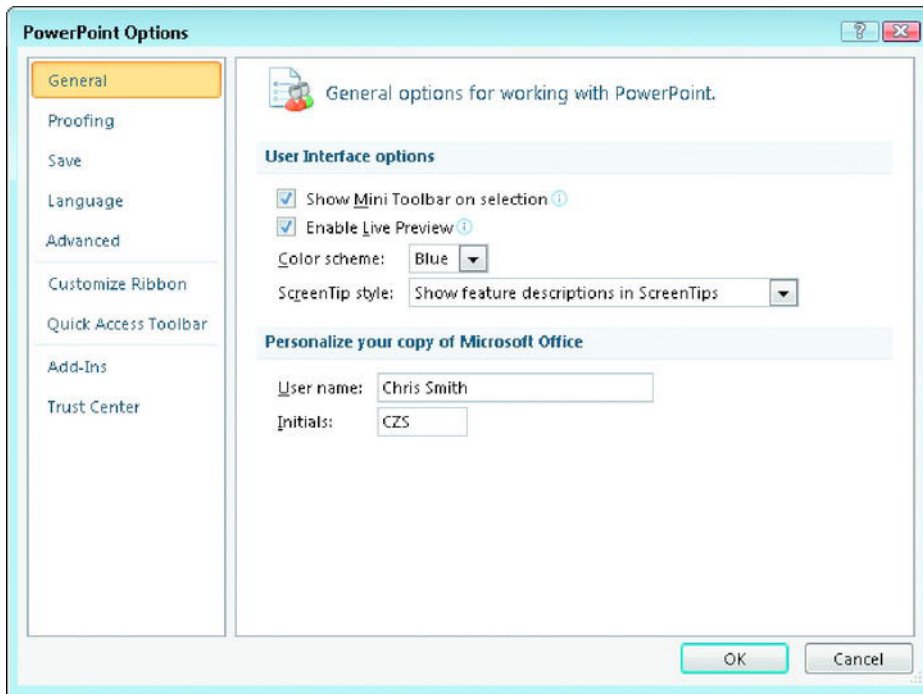 PowerPoint Options
General
Proofing
Save
Language
Advanced
Customize Ribbon
Quick Access Toolbar
Add-Ins
Trust Center
General options for working with PowerPoint.
User Interface options
Show Mini Toolbar on selection
Enable Live Preview
Color scheme: Blue
ScreenTip style: Show feature descriptions in ScreenTips
Personalize your copy of Microsoft Office
User name: Chris Smith
Initials: CZS
OK Cancel